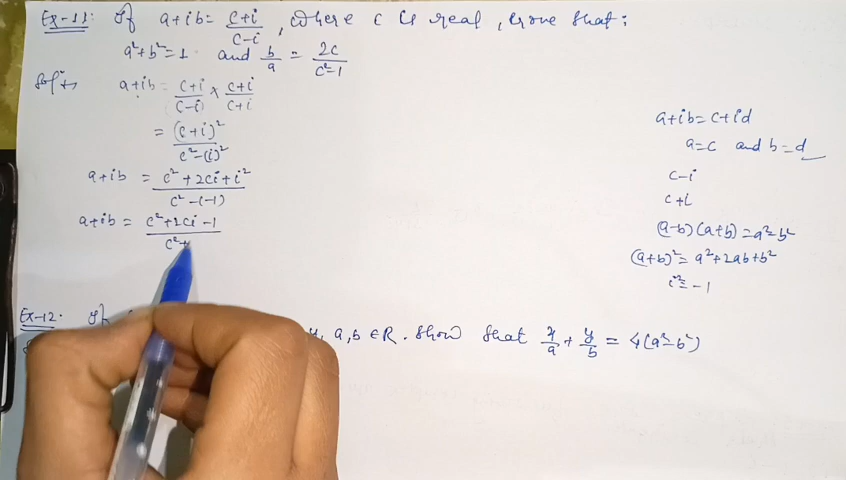 Ex-11: If a+ib = (c+i)/(c-i), where c is real, prove that:
a²+b²=1 and b/a = 2c/(c²-1)
Solⁿ→ a+ib = (c+i)/(c-i) × (c+i)/(c+i)
= (c+i)²/(c²-(i)²)
a+ib = (c²+2ci+i²)/(c²-(-1))
a+ib = (c²+2ci-1)/(c²+
a+ib=c+id
a=c and b=d
c-i
c+i
(a-b)(a+b)=a²-b²
(a+b)²=a²+2ab+b²
i²=-1
Ex-12: If a, b ∈ R. Show that x/a + y/b = 4(a²-b²)